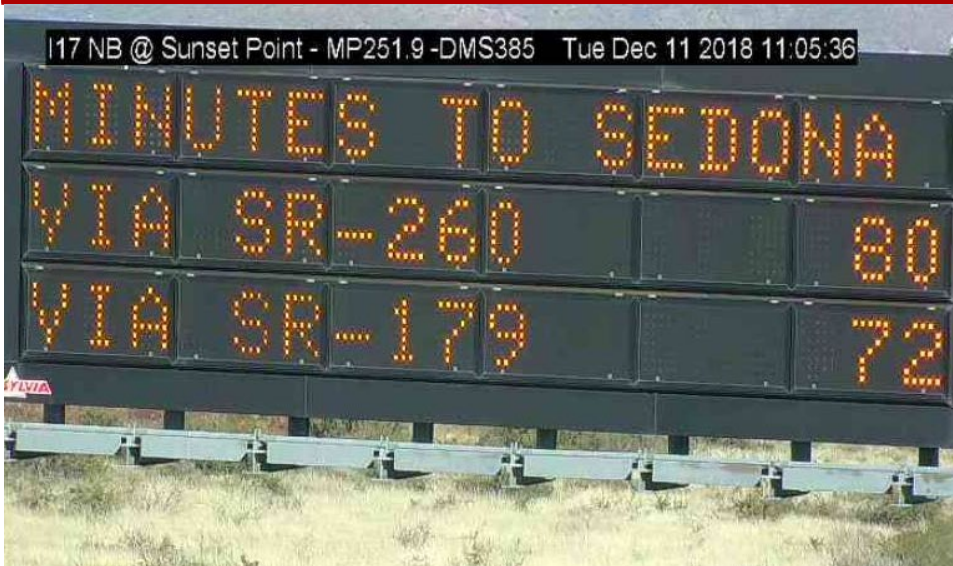 I17 NB @ Sunset Point - MP251.9 -DMS385 Tue Dec 11 2018 11:05:36
MINUTES TO SEDONA
VIA SR-260 80
VIA SR-179 72
SYLVIA